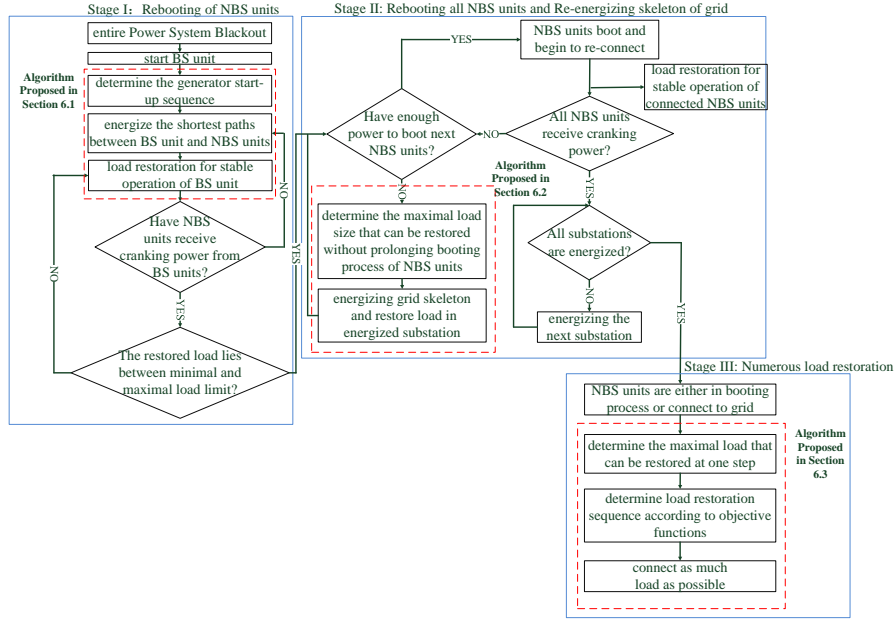 Stage I: Rebooting of NBS units
entire Power System Blackout
start BS unit
Algorithm
Proposed in
Section 6.1
determine the generator start-
up sequence
energize the shortest paths
between BS unit and NBS units
load restoration for stable
operation of BS unit
Have NBS
units receive
cranking power from
BS units?
NO
YES
The restored load lies
between minimal and
maximal load limit?
NO
YES
Stage II: Rebooting all NBS units and Re-energizing skeleton of grid
YES
NBS units boot and
begin to re-connect
load restoration for
stable operation of
connected NBS units
Have enough
power to boot next
NBS units?
NO
All NBS units
receive cranking
power?
Algorithm
Proposed in
Section 6.2
NO
YES
determine the maximal load
size that can be restored
without prolonging booting
process of NBS units
energizing grid skeleton
and restore load in
energized substation
All substations
are energized?
NO
YES
energizing the
next substation
Stage III: Numerous load restoration
NBS units are either in booting
process or connect to grid
Algorithm
Proposed
in Section
6.3
determine the maximal load that
can be restored at one step
determine load restoration
sequence according to objective
functions
connect as much
load as possible